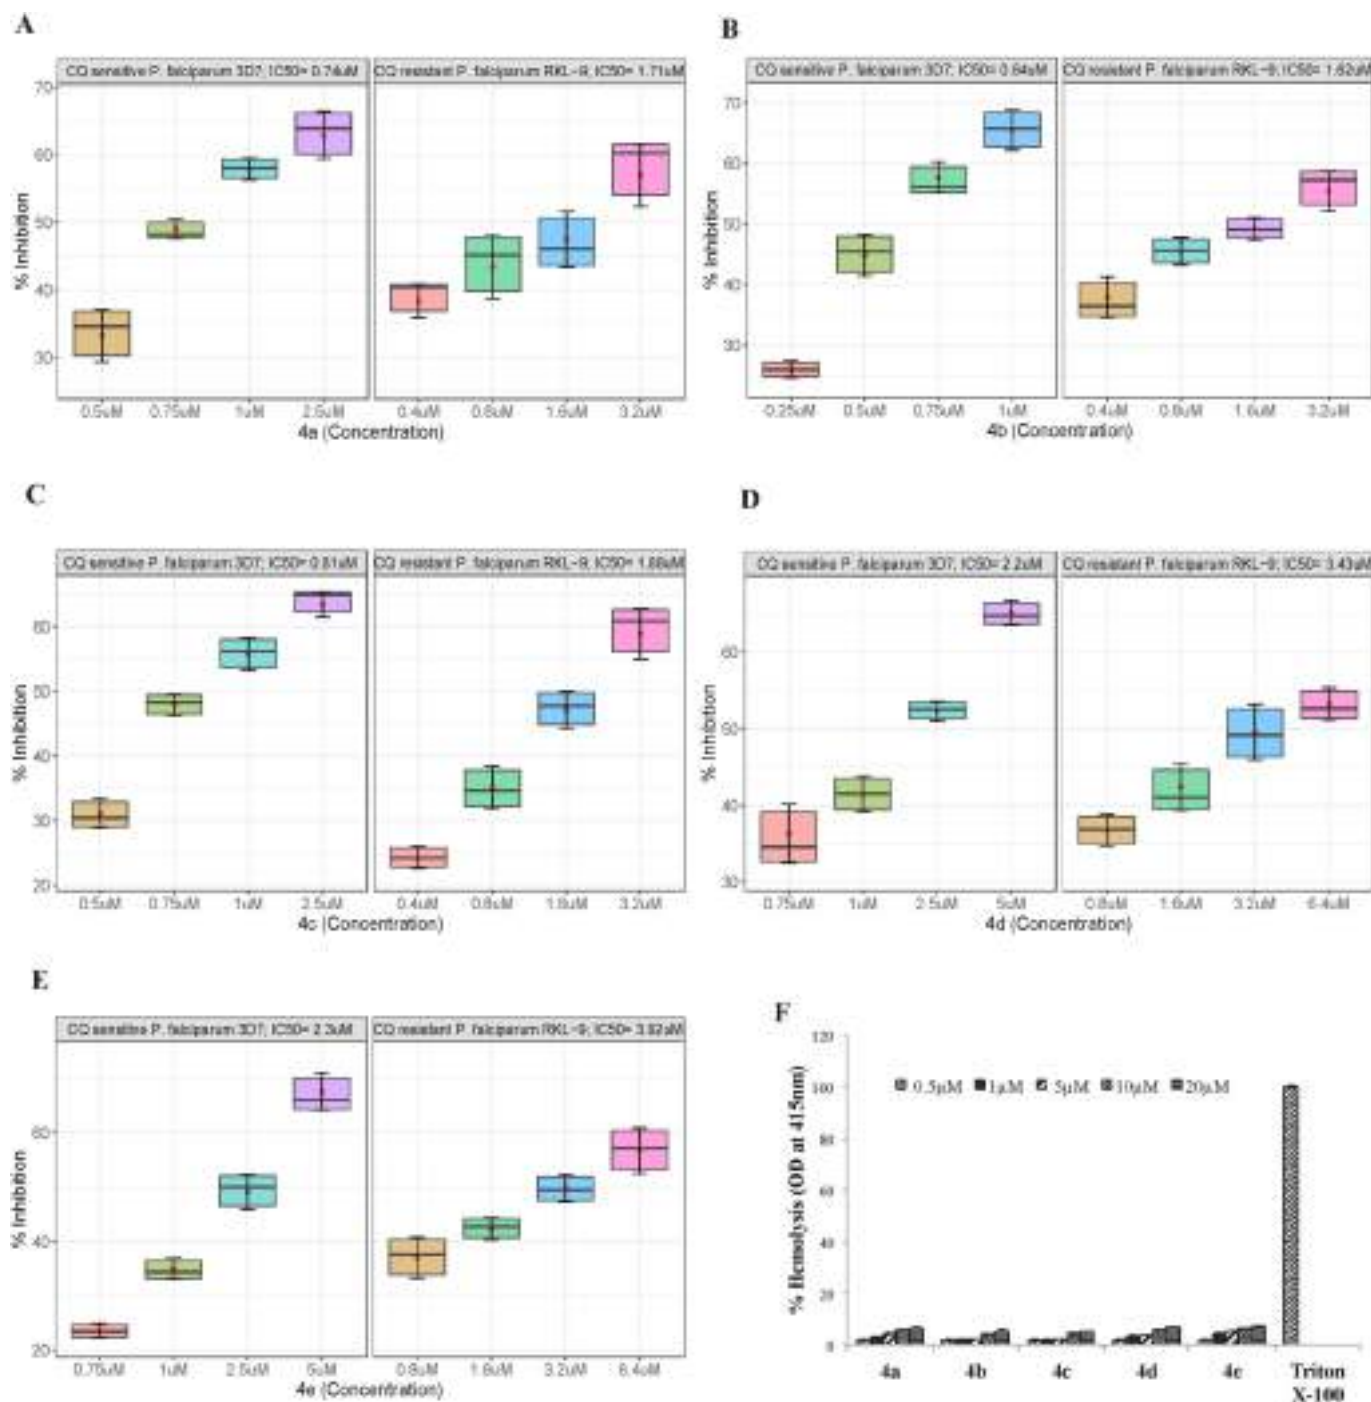 A
CQ sensitive P. falciparum 3D7; IC50= 0.74uM
CQ resistant P. falciparum RKL-9; IC50= 1.71uM
70
60
50
40
30
% Inhibition
0.5uM 0.75uM 1uM 2.5uM
0.4uM 0.8uM 1.6uM 3.2uM
4a (Concentration)
B
CQ sensitive P. falciparum 3D7; IC50= 0.64uM
CQ resistant P. falciparum RKL-9; IC50= 1.62uM
70
60
50
40
30
% Inhibition
0.25uM 0.5uM 0.75uM 1uM
0.4uM 0.8uM 1.6uM 3.2uM
4b (Concentration)
C
CQ sensitive P. falciparum 3D7; IC50= 0.81uM
CQ resistant P. falciparum RKL-9; IC50=
60
50
40
30
20
% Inhibition
0.5uM 0.75uM 1uM 2.5uM
0.4uM 0.8uM 1.6uM 3.2uM
4c (Concentration)
D
CQ sensitive P. falciparum 3D7; IC50= 2.2uM
CQ resistant P. falciparum RKL-9; IC50= 3.43uM
60
50
40
30
% Inhibition
0.75uM 1uM 2.5uM 5uM
0.8uM 1.6uM 3.2uM 6.4uM
4d (Concentration)
E
CQ sensitive P. falciparum 3D7; IC50= 2.3uM
CQ resistant P. falciparum RKL-9; IC50=
60
40
20
% Inhibition
0.75uM 1uM 2.5uM 5uM
0.8uM 1.6uM 3.2uM 6.4uM
4e (Concentration)
F
120
100
80
60
40
20
0
% Hemolysis (OD at 415nm)
0.5µM 1µM 5µM 10µM 20µM
4a 4b 4c 4d 4e Triton
X-100